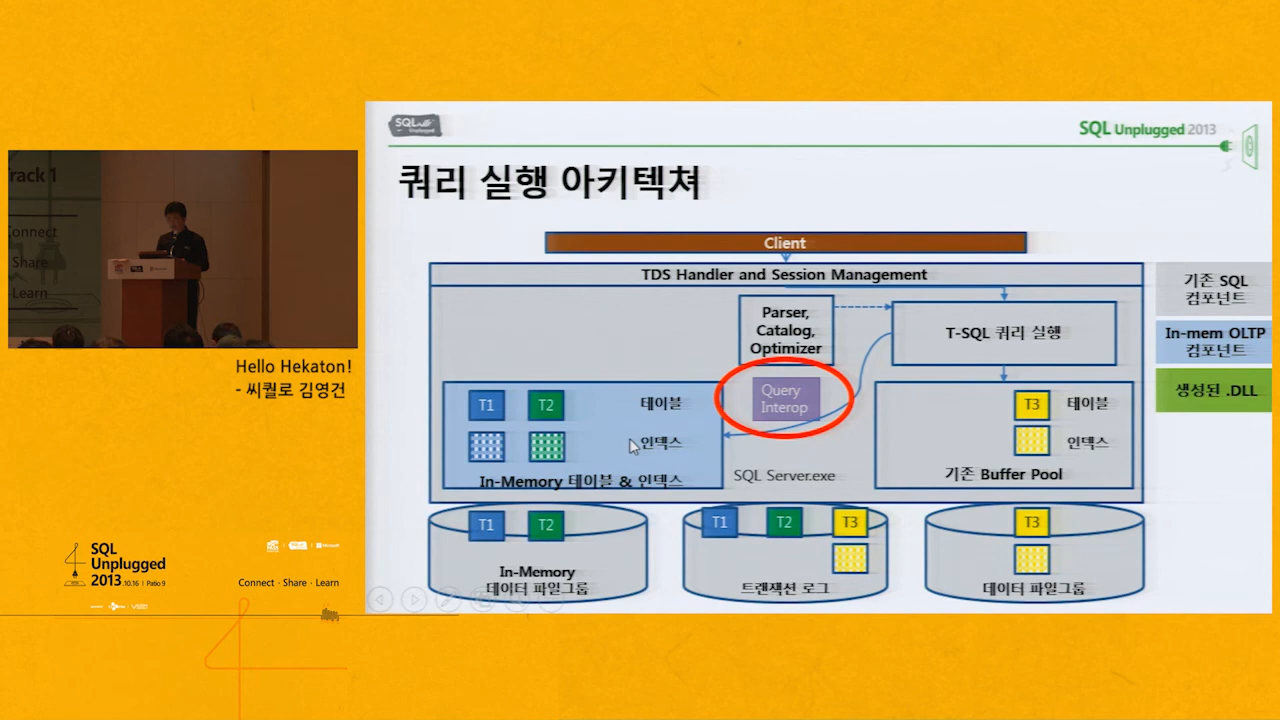 Track 1
Connect
Share
Learn
Hello Hekaton!
- 씨퀄로 김영건
SQL
Unplugged
2013.10.16 | Patio 9
Connect · Share · Learn
SQL
Unplugged
SQL Unplugged 2013
쿼리 실행 아키텍쳐
Client
TDS Handler and Session Management
Parser,
Catalog,
Optimizer
T-SQL 쿼리 실행
Query
Interop
T1
T2
테이블
인덱스
In-Memory 테이블 & 인덱스
SQL Server.exe
T3
테이블
인덱스
기존 Buffer Pool
T1
T2
In-Memory
데이터 파일그룹
T1
T2
T3
트랜잭션 로그
T3
데이터 파일그룹
기존 SQL
컴포넌트
In-mem OLTP
컴포넌트
생성된 .DLL